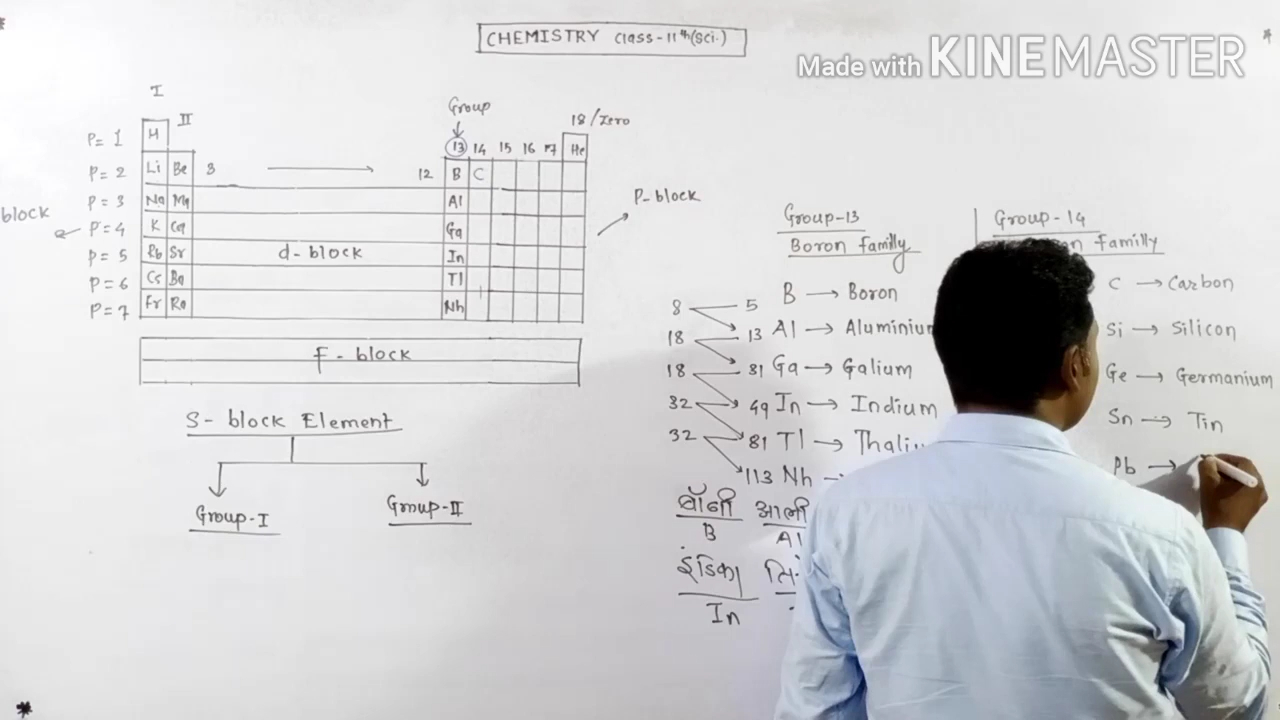 CHEMISTRY Class-11th (Sci.)
Made with KINEMASTER
I
II
Group
18/Zero
P= 1 H 13 14 15 16 17 He
P= 2 Li Be 3 12 B C
P= 3 Na Mg Al
P= 4 K Ca Ga
P= 5 Rb Sr d-block In
P= 6 Cs Ba Tl
P= 7 Fr Ra Nh
block
P-block
F-block
S-block Element
Group-I
Group-II
Group-13
Boron Familly
8 5 B → Boron
18 13 Al → Aluminiu
18 31 Ga → Galium
32 49 In → Indium
32 81 Tl → Thaliu
113 Nh
बॉनी आली
B Al
इंडिका
In
Group-14
Familly
C → Carbon
Si → Silicon
Ge → Germanium
Sn → Tin
Pb →